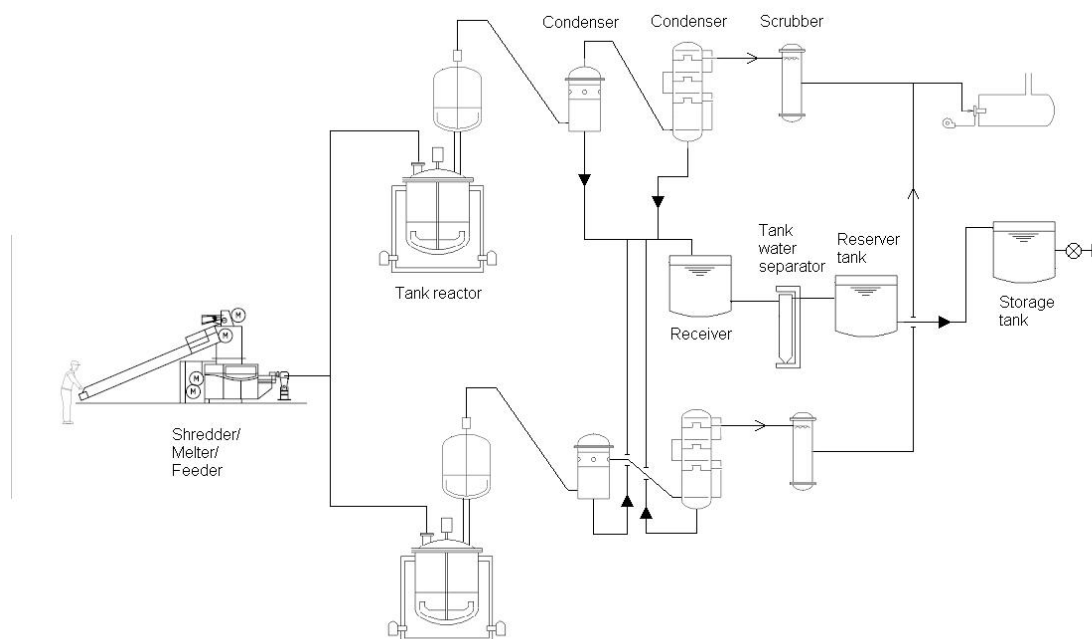 Condenser
Condenser
Scrubber
Tank reactor
Tank
water
separator
Reserver
tank
Receiver
Storage
tank
M
M
M
M
Shredder/
Melter/
Feeder